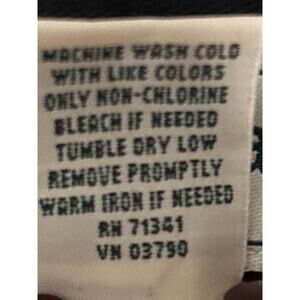 MACHINE WASH COLD
WITH LIKE COLORS
ONLY NON-CHLORINE
BLEACH IF NEEDED
TUMBLE DRY LOW
REMOVE PROMPTLY
WARM IRON IF NEEDED
RN 71341
VN 03790